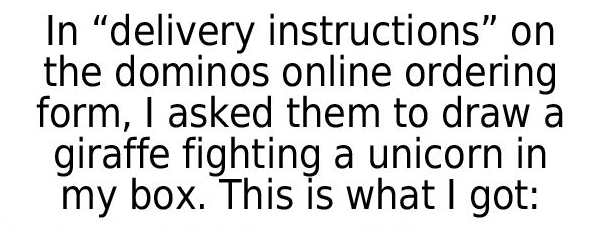 In “delivery instructions” on
the dominos online ordering
form, I asked them to draw a
giraffe fighting a unicorn in
my box. This is what I got: